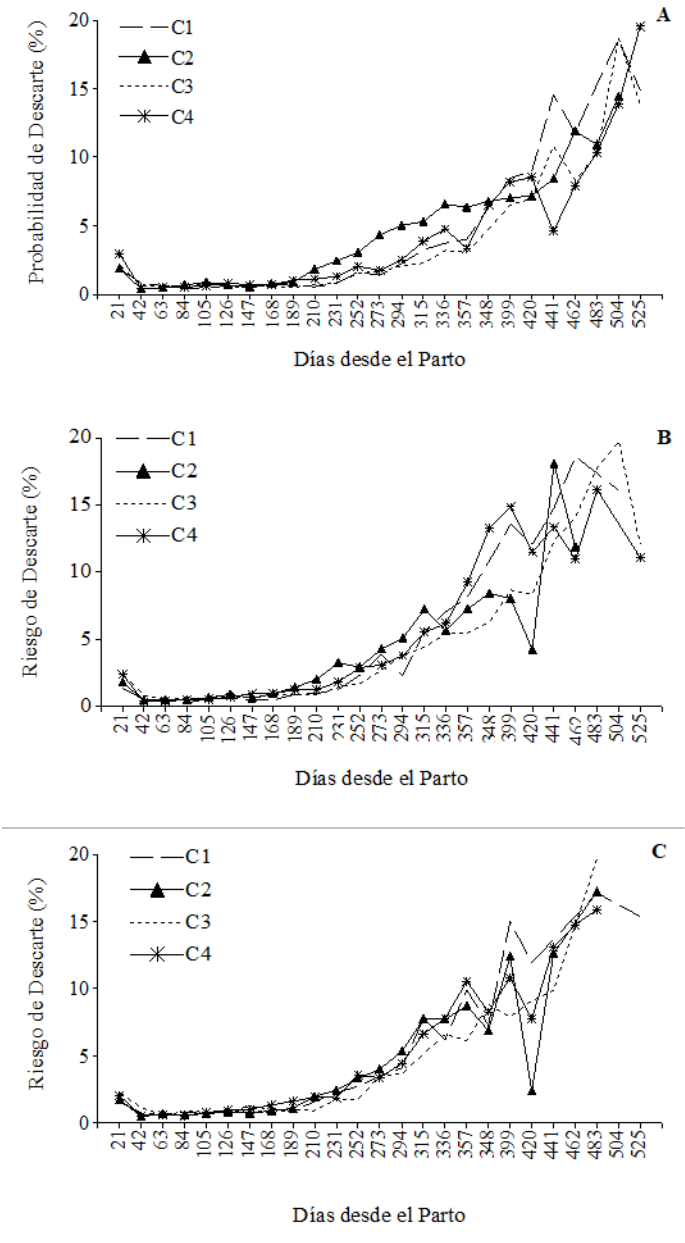 A
Probabilidad de Descarte (%)
20
15
10
5
0
C1
C2
C3
C4
21 42 63 84 105 126 147 168 189 210 231 252 273 294 315 336 357 348 399 420 441 462 483 504 525
Días desde el Parto
B
Riesgo de Descarte (%)
20
15
10
5
0
C1
C2
C3
C4
21 42 63 84 105 126 147 168 189 210 231 252 273 294 315 336 357 348 399 420 441 462 483 504 525
Días desde el Parto
C
Riesgo de Descarte (%)
20
15
10
5
0
C1
C2
C3
C4
21 42 63 84 105 126 147 168 189 210 231 252 273 294 315 336 357 348 399 420 441 462 483 504 525
Días desde el Parto